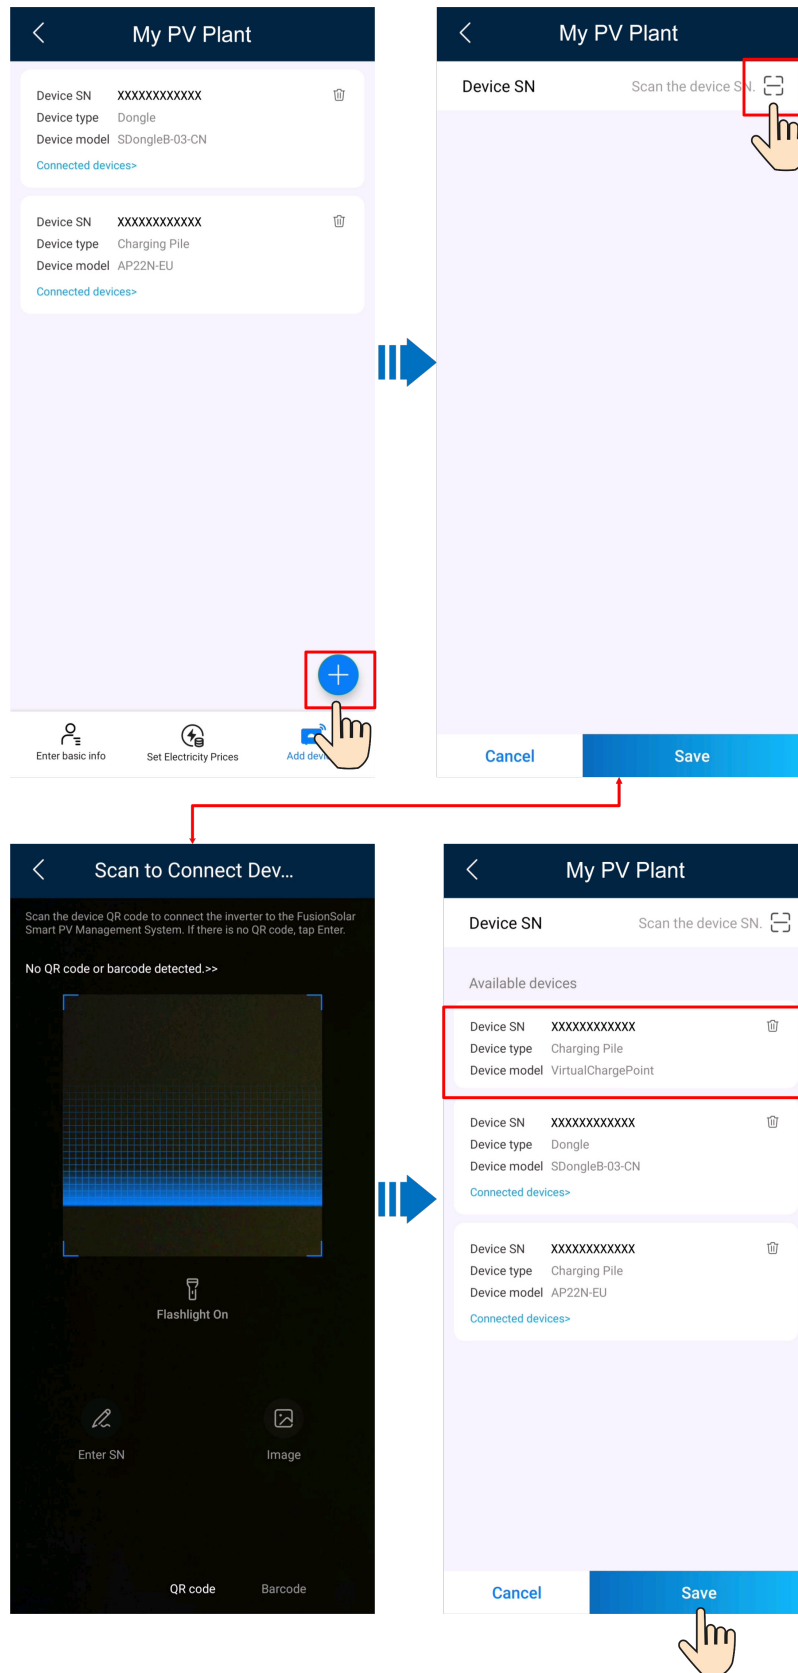 My PV Plant
Device SN XXXXXXXXXXXX
Device type Dongle
Device model SDongleB-03-CN
Connected devices>
Device SN XXXXXXXXXXXX
Device type Charging Pile
Device model AP22N-EU
Connected devices>
Enter basic info
Set Electricity Prices
Add
My PV Plant
Device SN Scan the device SN.
Cancel
Save
Scan to Connect Dev...
Scan the device QR code to connect the inverter to the FusionSolar
Smart PV Management System. If there is no QR code, tap Enter.
No QR code or barcode detected.>>
Flashlight On
Enter SN
Image
QR code
Barcode
My PV Plant
Device SN Scan the device SN.
Available devices
Device SN XXXXXXXXXXXX
Device type Charging Pile
Device model VirtualChargePoint
Device SN XXXXXXXXXXXX
Device type Dongle
Device model SDongleB-03-CN
Connected devices>
Device SN XXXXXXXXXXXX
Device type Charging Pile
Device model AP22N-EU
Connected devices>
Cancel
Save